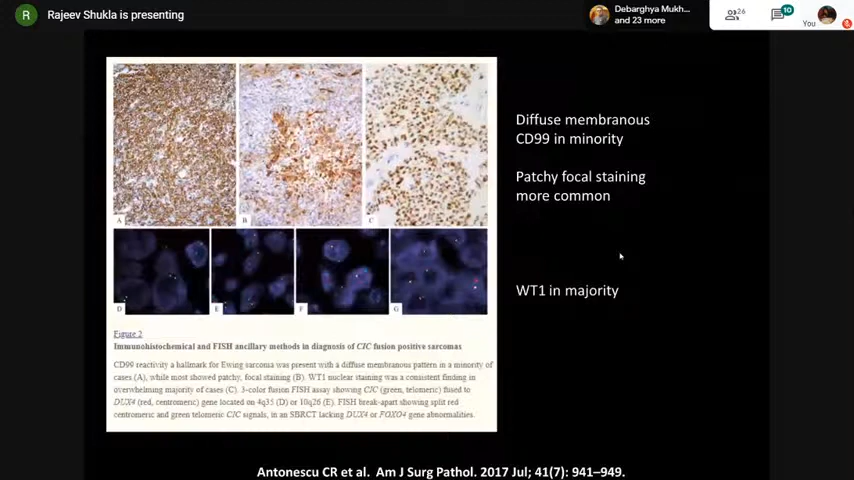 R
Rajeev Shukla is presenting
Debarghya Mukh...
and 23 more
26
10
You
Diffuse membranous
CD99 in minority
Patchy focal staining
more common
WT1 in majority
A
B
C
D
E
F
G
Figure 2
Immunohistochemical and FISH ancillary methods in diagnosis of CIC fusion positive sarcomas
CD99 reactivity a hallmark for Ewing sarcoma was present with a diffuse membranous pattern in a minority of
cases (A), while most showed patchy, focal staining (B). WT1 nuclear staining was a consistent finding in
overwhelming majority of cases (C). 3-color fusion FISH assay showing CIC (green, telomeric) fused to
DUX4 (red, centromeric) gene located on 4q35 (D) or 10q26 (E). FISH break-apart showing split red
centromeric and green telomeric CIC signals, in an SBRCT lacking DUX4 or FOXO4 gene abnormalities.
Antonescu CR et al. Am J Surg Pathol. 2017 Jul; 41(7): 941–949.